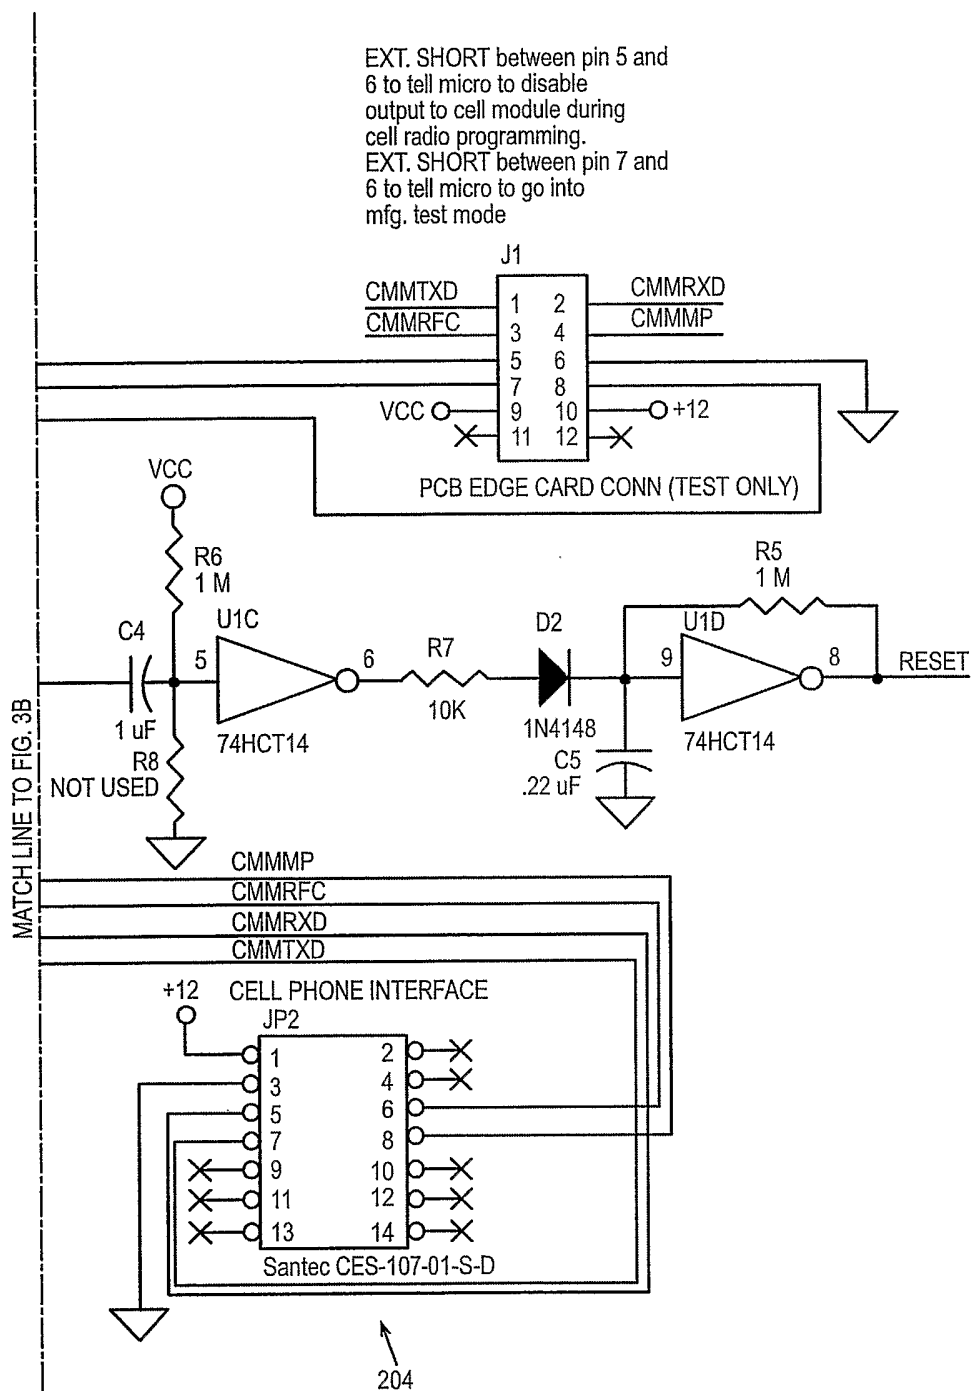 EXT. SHORT between pin 5 and
6 to tell micro to disable
output to cell module during
cell radio programming.
EXT. SHORT between pin 7 and
6 to tell micro to go into
mfg. test mode
J1
CMMTXD 1 2 CMMRXD
CMMRFC 3 4 CMMMP
5 6
7 8
VCC 9 10 +12
11 12
PCB EDGE CARD CONN (TEST ONLY)
VCC
R6
1 M
R5
1 M
C4
U1C
5
6
R7
10K
D2
1N4148
U1D
9
8
RESET
1 uF
74HCT14
74HCT14
R8
NOT USED
C5
.22 uF
MATCH LINE TO FIG. 3B
CMMMP
CMMRFC
CMMRXD
CMMTXD
+12
CELL PHONE INTERFACE
JP2
1 2
3 4
5 6
7 8
9 10
11 12
13 14
Santec CES-107-01-S-D
204